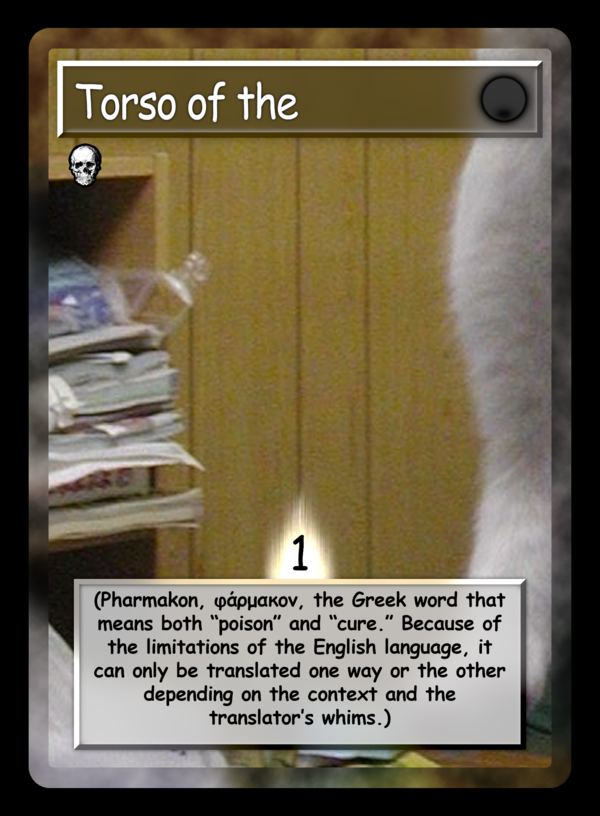 Torso of the
1
(Pharmakon, φάρμακον, the Greek word that
means both “poison” and “cure.” Because of
the limitations of the English language, it
can only be translated one way or the other
depending on the context and the
translator's whims.)